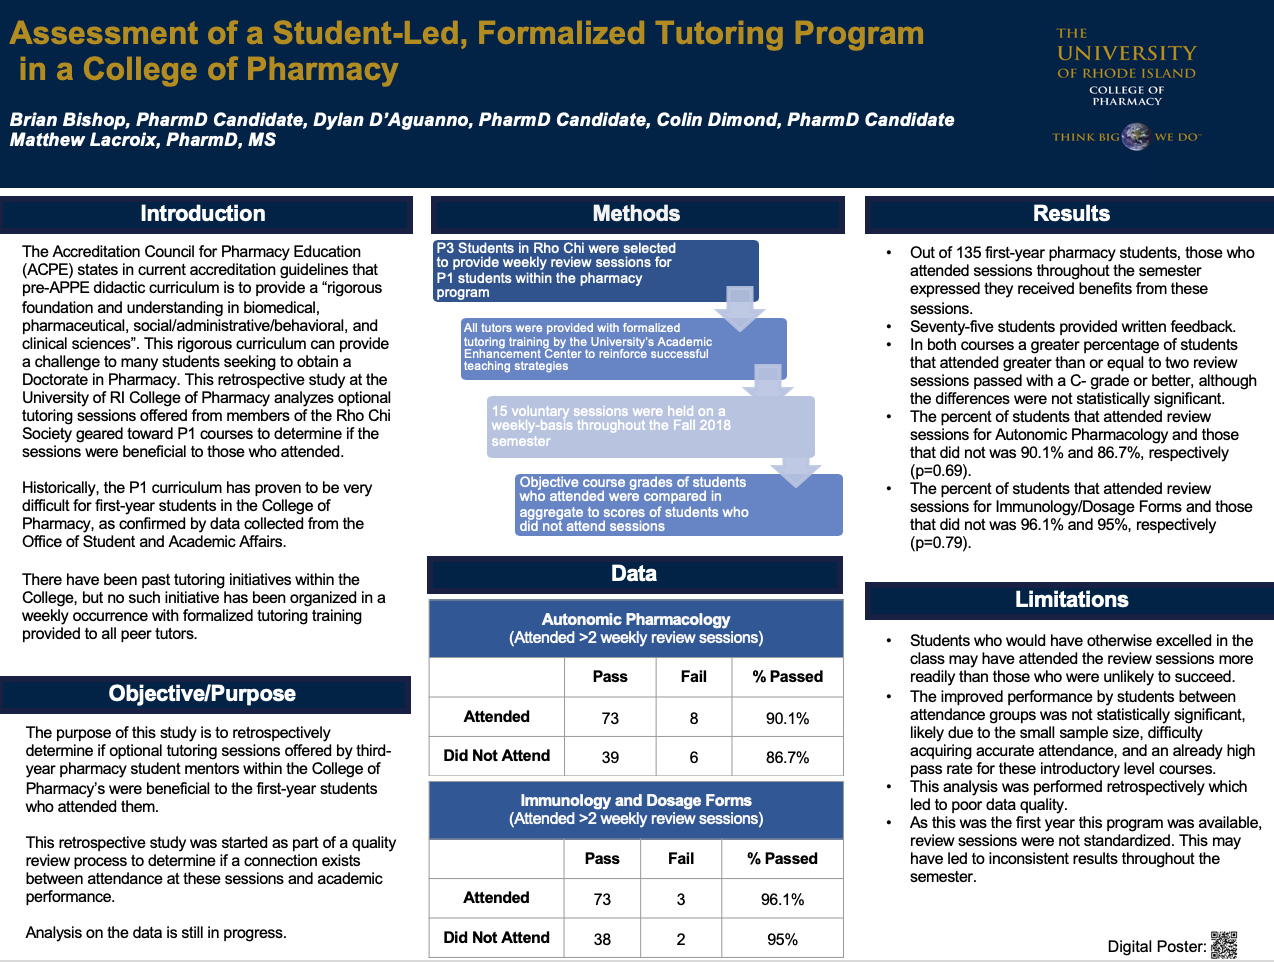 Assessment of a Student-Led, Formalized Tutoring Program
in a College of Pharmacy
Brian Bishop, PharmD Candidate, Dylan D'Aguanno, PharmD Candidate, Colin Dimond, PharmD Candidate
Matthew Lacroix, PharmD, MS
THE
UNIVERSITY
OF RHODE ISLAND
COLLEGE OF
PHARMACY
THINK BIG WE DO™
Introduction
The Accreditation Council for Pharmacy Education
(ACPE) states in current accreditation guidelines that
pre-APPE didactic curriculum is to provide a “rigorous
foundation and understanding in biomedical,
pharmaceutical, social/administrative/behavioral, and
clinical sciences”. This rigorous curriculum can provide
a challenge to many students seeking to obtain a
Doctorate in Pharmacy. This retrospective study at the
University of RI College of Pharmacy analyzes optional
tutoring sessions offered from members of the Rho Chi
Society geared toward P1 courses to determine if the
sessions were beneficial to those who attended.
Historically, the P1 curriculum has proven to be very
difficult for first-year students in the College of
Pharmacy, as confirmed by data collected from the
Office of Student and Academic Affairs.
There have been past tutoring initiatives within the
College, but no such initiative has been organized in a
weekly occurrence with formalized tutoring training
provided to all peer tutors.
Objective/Purpose
The purpose of this study is to retrospectively
determine if optional tutoring sessions offered by third-
year pharmacy student mentors within the College of
Pharmacy's were beneficial to the first-year students
who attended them.
This retrospective study was started as part of a quality
review process to determine if a connection exists
between attendance at these sessions and academic
performance.
Analysis on the data is still in progress.
Methods
P3 Students in Rho Chi were selected
to provide weekly review sessions for
P1 students within the pharmacy
program
All tutors were provided with formalized
tutoring training by the University's Academic
Enhancement Center to reinforce successful
teaching strategies
15 voluntary sessions were held on a
weekly-basis throughout the Fall 2018
semester
Objective course grades of students
who attended were compared in
aggregate to scores of students who
did not attend sessions
Data
Autonomic Pharmacology
(Attended >2 weekly review sessions)
Pass Fail % Passed
Attended 73 8 90.1%
Did Not Attend 39 6 86.7%
Immunology and Dosage Forms
(Attended >2 weekly review sessions)
Pass Fail % Passed
Attended 73 3 96.1%
Did Not Attend 38 2 95%
Results
• Out of 135 first-year pharmacy students, those who
attended sessions throughout the semester
expressed they received benefits from these
sessions.
• Seventy-five students provided written feedback.
• In both courses a greater percentage of students
that attended greater than or equal to two review
sessions passed with a C- grade or better, although
the differences were not statistically significant.
• The percent of students that attended review
sessions for Autonomic Pharmacology and those
that did not was 90.1% and 86.7%, respectively
(p=0.69).
• The percent of students that attended review
sessions for Immunology/Dosage Forms and those
that did not was 96.1% and 95%, respectively
(p=0.79).
Limitations
• Students who would have otherwise excelled in the
class may have attended the review sessions more
readily than those who were unlikely to succeed.
• The improved performance by students between
attendance groups was not statistically significant,
likely due to the small sample size, difficulty
acquiring accurate attendance, and an already high
pass rate for these introductory level courses.
• This analysis was performed retrospectively which
led to poor data quality.
• As this was the first year this program was available,
review sessions were not standardized. This may
have led to inconsistent results throughout the
semester.
Digital Poster: